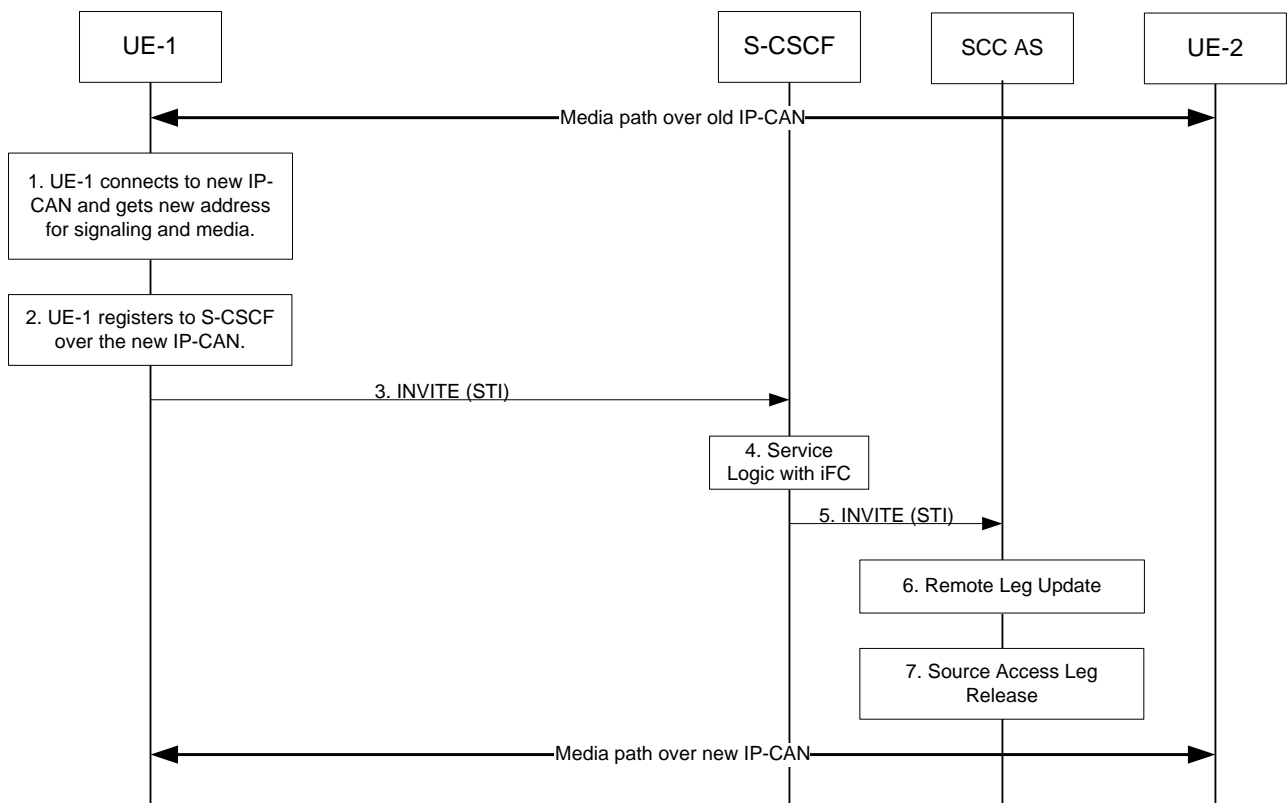 UE-1
S-CSCF
SCC AS
UE-2
Media path over old IP-CAN
1. UE-1 connects to new IP-
CAN and gets new address
for signaling and media.
2. UE-1 registers to S-CSCF
over the new IP-CAN.
3. INVITE (STI)
4. Service
Logic with iFC
5. INVITE (STI)
6. Remote Leg Update
7. Source Access Leg
Release
Media path over new IP-CAN